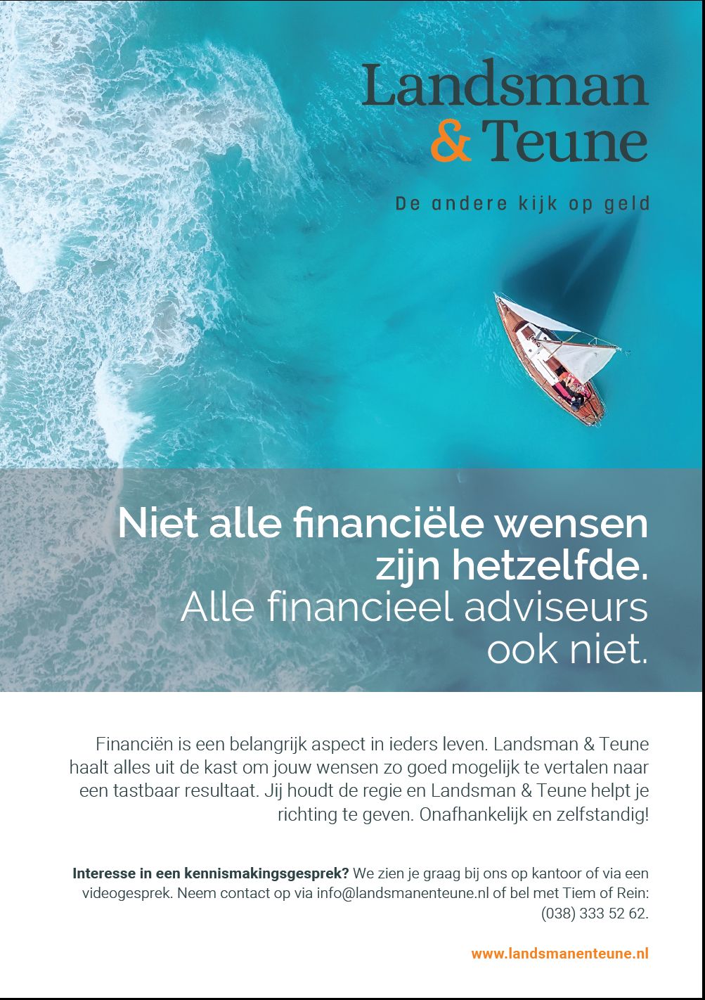 Landsman
& Teune
De andere kijk op geld
Niet alle financiële wensen
zijn hetzelfde.
Alle financieel adviseurs
ook niet.
Financiën is een belangrijk aspect in ieders leven. Landsman & Teune
haalt alles uit de kast om jouw wensen zo goed mogelijk te vertalen naar
een tastbaar resultaat. Jij houdt de regie en Landsman & Teune helpt je
richting te geven. Onafhankelijk en zelfstandig!
Interesse in een kennismakingsgesprek? We zien je graag bij ons op kantoor of via een
videogesprek. Neem contact op via info@landsmanenteune.nl of bel met Tiem of Rein:
(038) 333 52 62.
www.landsmanenteune.nl